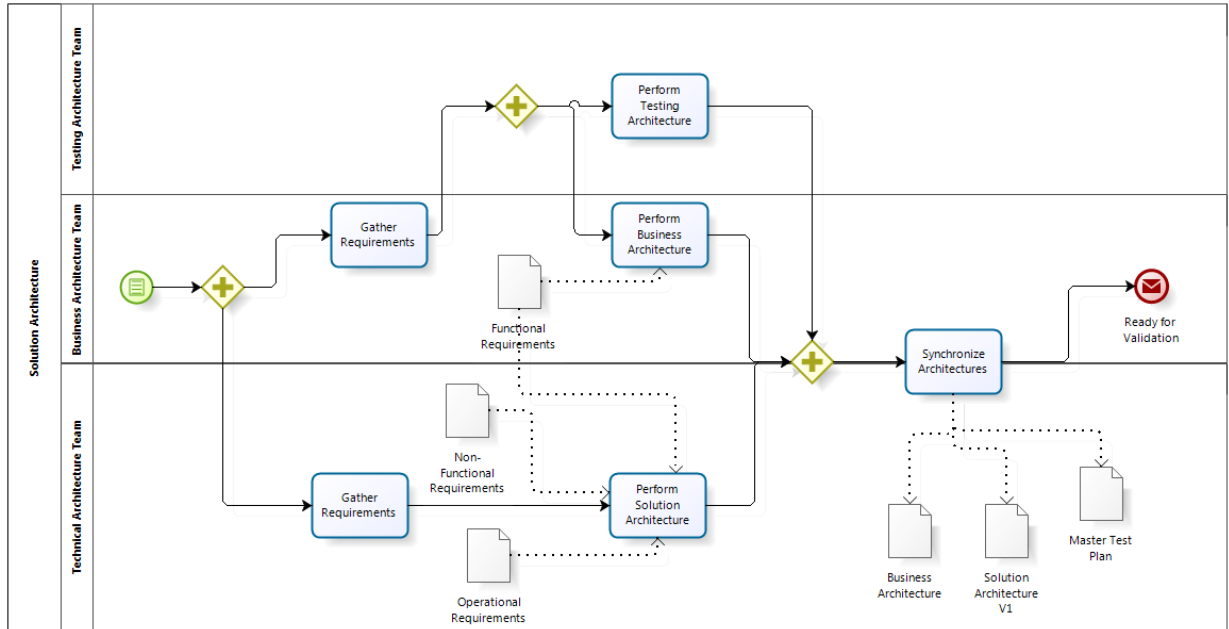 Solution Architecture
Testing Architecture Team
Perform
Testing
Architecture
Business Architecture Team
Gather
Requirements
Perform
Business
Architecture
Functional
Requirements
Ready for
Validation
Synchronize
Architectures
Technical Architecture Team
Non-
Functional
Requirements
Gather
Requirements
Perform
Solution
Architecture
Operational
Requirements
Business
Architecture
Solution
Architecture
V1
Master Test
Plan